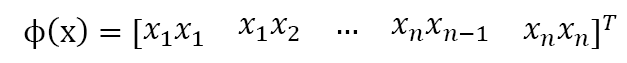 ϕ(x) = [x₁x₁ x₁x₂ … xₙxₙ₋₁ xₙxₙ]ᵀ